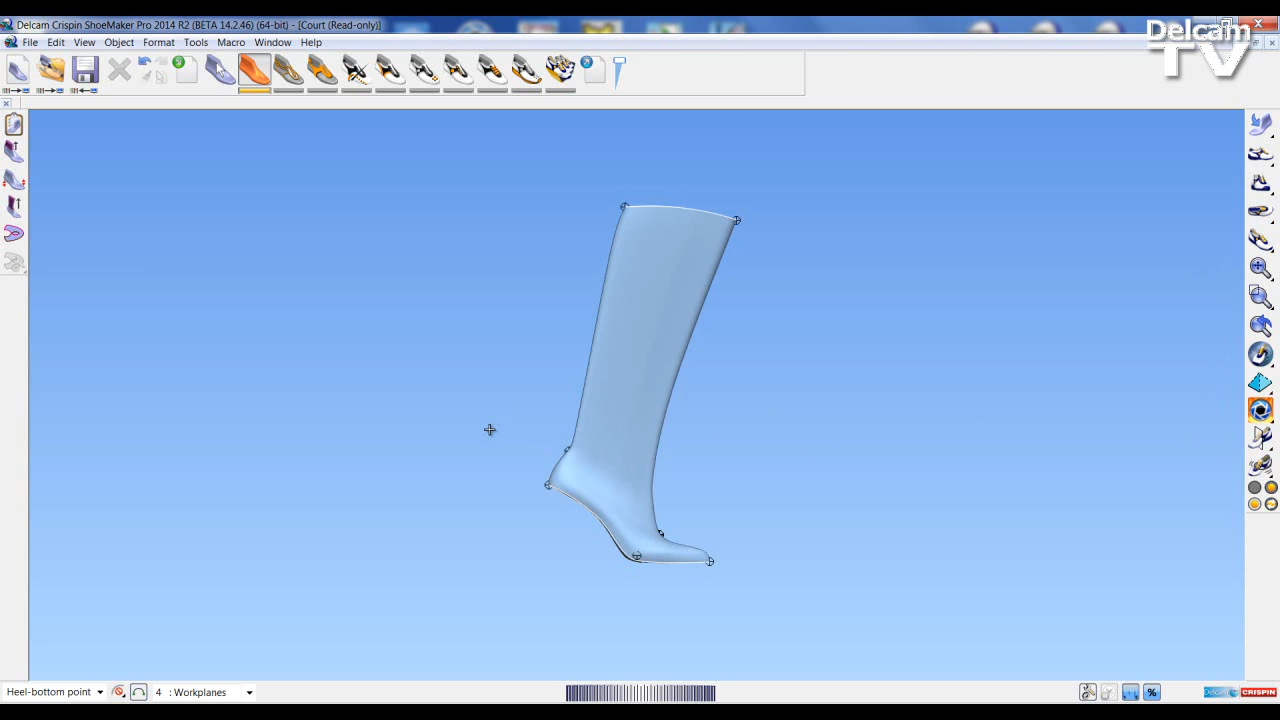 Delcam Crispin ShoeMaker Pro 2014 R2 (BETA 14.2.46) (64-bit) - [Court (Read-only)]
Delcam
TV
File Edit View Object Format Tools Macro Window Help
Heel-bottom point 4 : Workplanes % Delcam CRISPIN